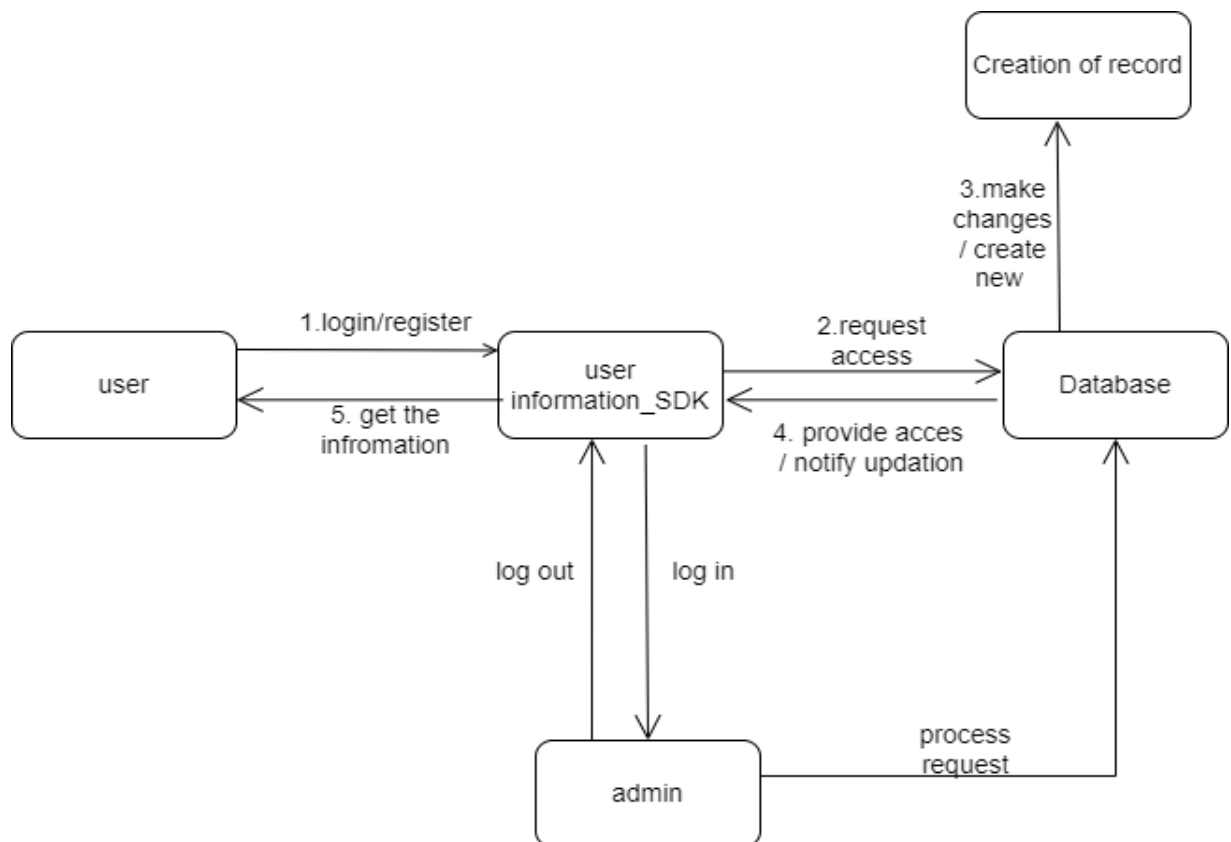 Creation of record
3.make
changes
/ create
new
1.login/register
2.request
access
user
user
information_SDK
Database
5. get the
infromation
4. provide acces
/ notify updation
log out
log in
process
request
admin